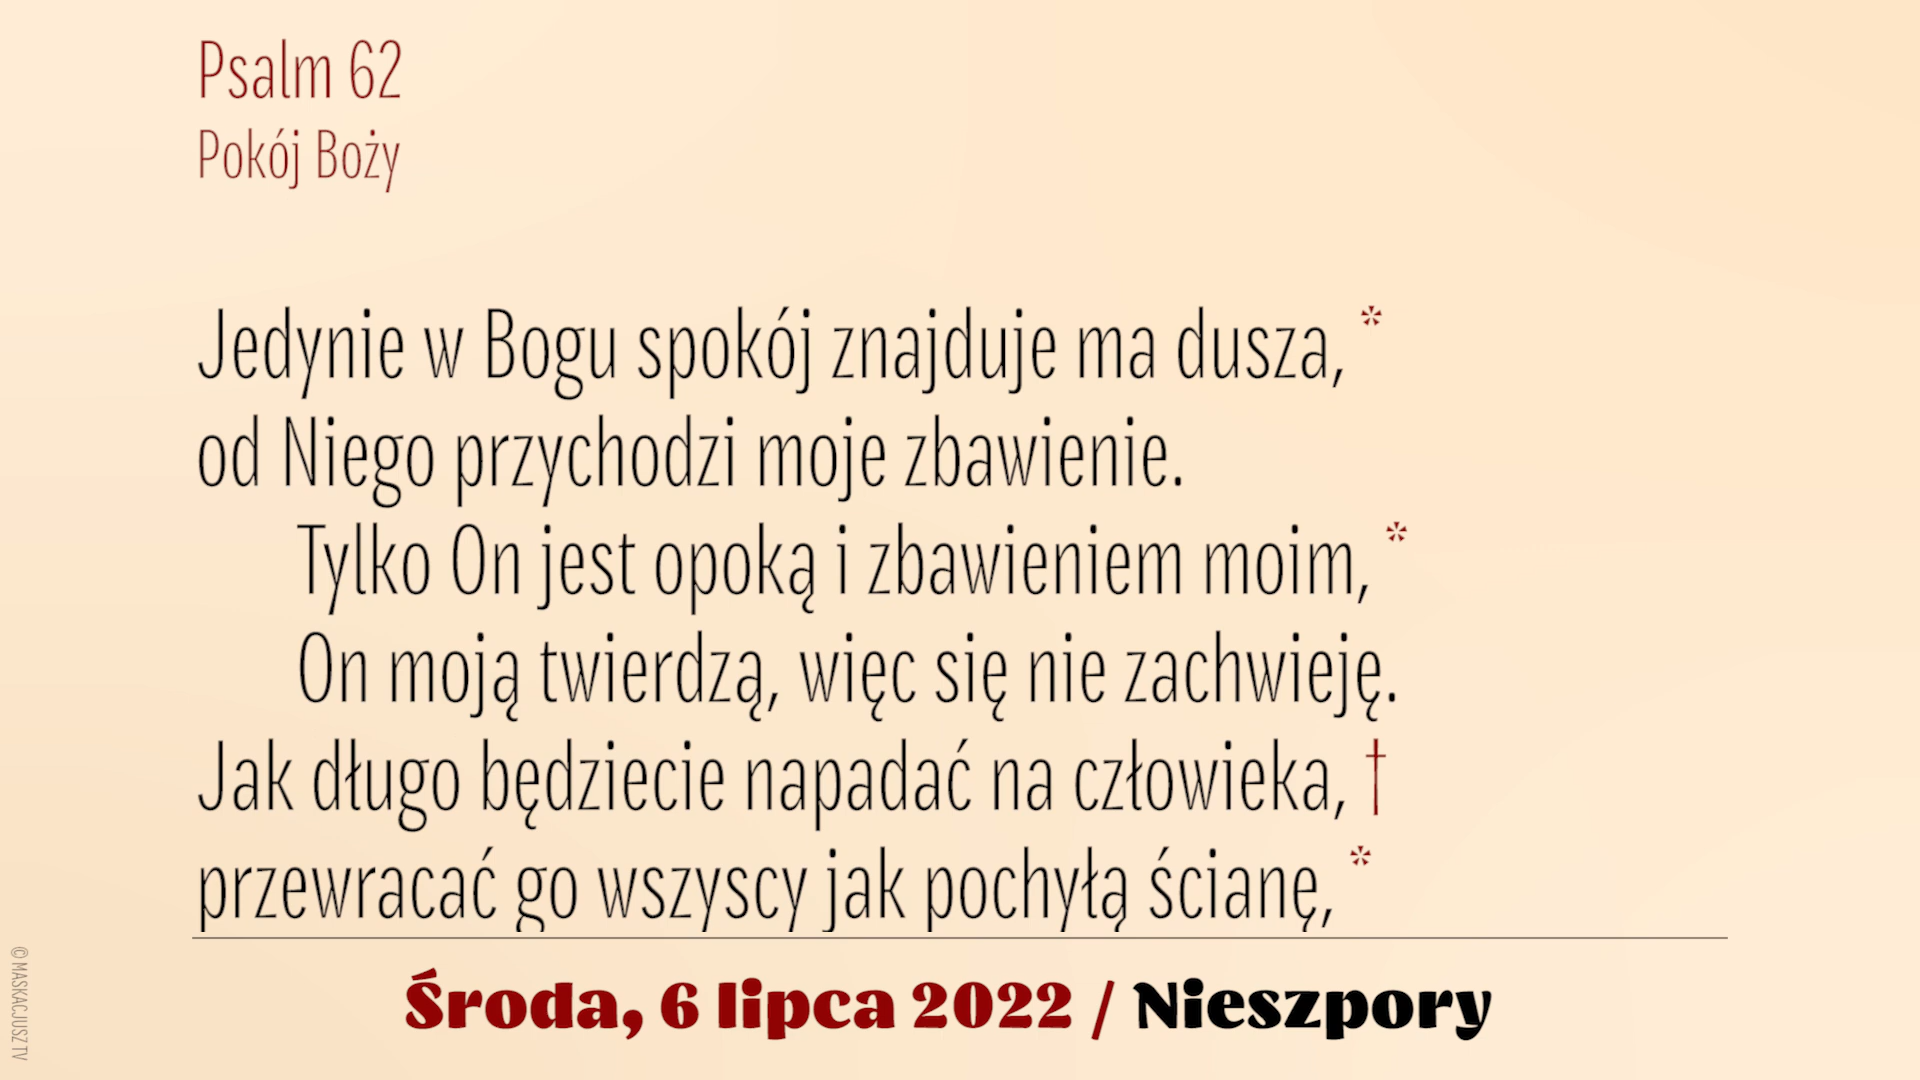 Psalm 62
Pokój Boży
Jedynie w Bogu spokój znajduje ma dusza, *
od Niego przychodzi moje zbawienie.
Tylko On jest opoką i zbawieniem moim, *
On moją twierdzą, więc się nie zachwieję.
Jak długo będziecie napadać na człowieka, †
przewracać go wszyscy jak pochyłą ścianę, *
Środa, 6 lipca 2022 / Nieszpory
© MASKACJUSZ TV